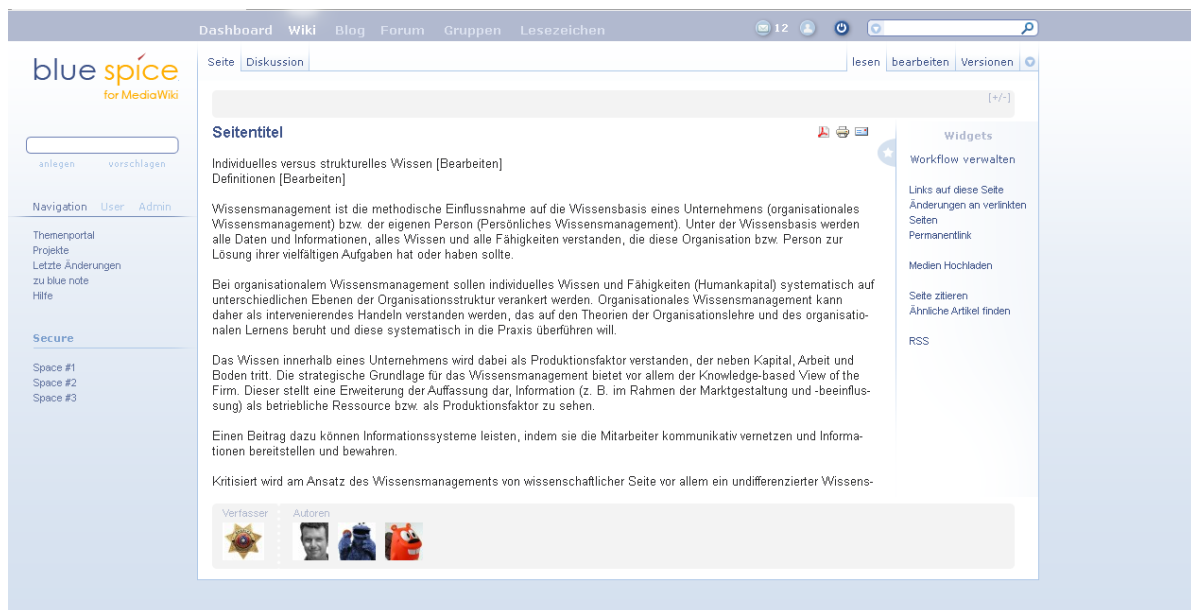 Dashboard Wiki Blog Forum Gruppen Lesezeichen 12
blue spice
for MediaWiki
anlegen vorschlagen
Navigation User Admin
Themenportal
Projekte
Letzte Änderungen
zu blue note
Hilfe
Secure
Space #1
Space #2
Space #3
Seite Diskussion lesen bearbeiten Versionen
[+/-]
Seitentitel
Individuelles versus strukturelles Wissen [Bearbeiten]
Definitionen [Bearbeiten]
Wissensmanagement ist die methodische Einflussnahme auf die Wissensbasis eines Unternehmens (organisationales
Wissensmanagement) bzw. der eigenen Person (Persönliches Wissensmanagement). Unter der Wissensbasis werden
alle Daten und Informationen, alles Wissen und alle Fähigkeiten verstanden, die diese Organisation bzw. Person zur
Lösung ihrer vielfältigen Aufgaben hat oder haben sollte.
Bei organisationalem Wissensmanagement sollen individuelles Wissen und Fähigkeiten (Humankapital) systematisch auf
unterschiedlichen Ebenen der Organisationsstruktur verankert werden. Organisationales Wissensmanagement kann
daher als intervenierendes Handeln verstanden werden, das auf den Theorien der Organisationslehre und des organisatio-
nalen Lernens beruht und diese systematisch in die Praxis überführen will.
Das Wissen innerhalb eines Unternehmens wird dabei als Produktionsfaktor verstanden, der neben Kapital, Arbeit und
Boden tritt. Die strategische Grundlage für das Wissensmanagement bietet vor allem der Knowledge-based View of the
Firm. Dieser stellt eine Erweiterung der Auffassung dar, Information (z. B. im Rahmen der Marktgestaltung und -beeinflus-
sung) als betriebliche Ressource bzw. als Produktionsfaktor zu sehen.
Einen Beitrag dazu können Informationssysteme leisten, indem sie die Mitarbeiter kommunikativ vernetzen und Informa-
tionen bereitstellen und bewahren.
Kritisiert wird am Ansatz des Wissensmanagements von wissenschaftlicher Seite vor allem ein undifferenzierter Wissens-
Widgets
Workflow verwalten
Links auf diese Seite
Änderungen an verlinkten
Seiten
Permanentlink
Medien Hochladen
Seite zitieren
Ähnliche Artikel finden
RSS
Verfasser Autoren